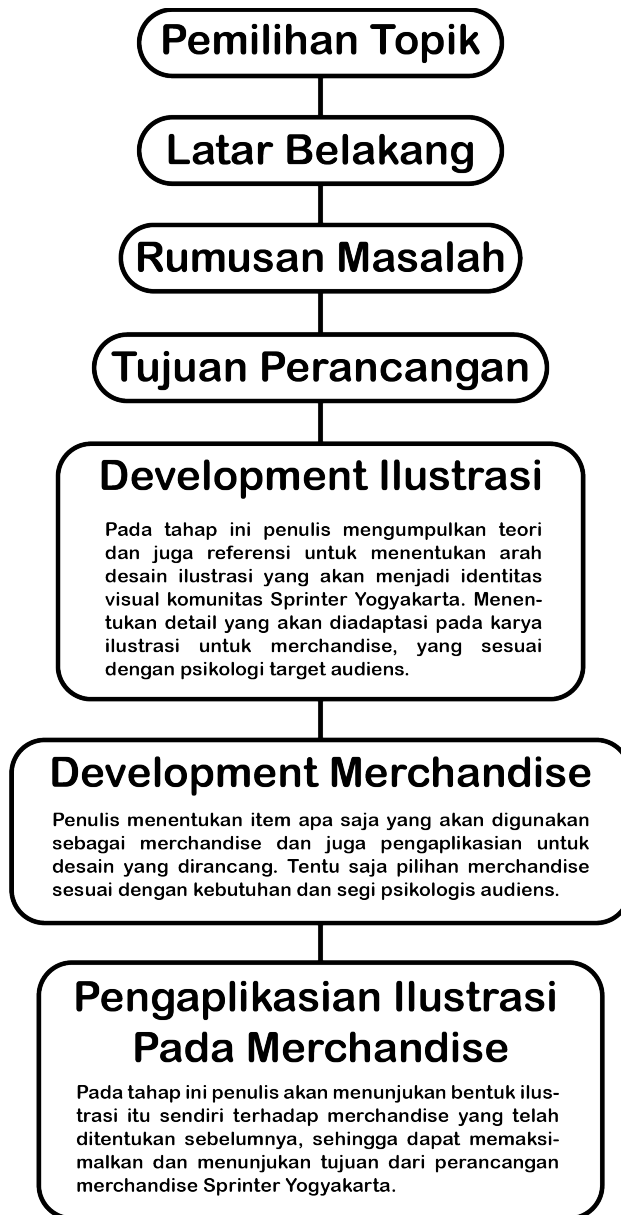 Pemilihan Topik
Latar Belakang
Rumusan Masalah
Tujuan Perancangan
Development Ilustrasi
Pada tahap ini penulis mengumpulkan teori
dan juga referensi untuk menentukan arah
desain ilustrasi yang akan menjadi identitas
visual komunitas Sprinter Yogyakarta. Menen-
tukan detail yang akan diadaptasi pada karya
ilustrasi untuk merchandise, yang sesuai
dengan psikologi target audiens.
Development Merchandise
Penulis menentukan item apa saja yang akan digunakan
sebagai merchandise dan juga pengaplikasian untuk
desain yang dirancang. Tentu saja pilihan merchandise
sesuai dengan kebutuhan dan segi psikologis audiens.
Pengaplikasian Ilustrasi
Pada Merchandise
Pada tahap ini penulis akan menunjukan bentuk ilus-
trasi itu sendiri terhadap merchandise yang telah
ditentukan sebelumnya, sehingga dapat memaksi-
malkan dan menunjukan tujuan dari perancangan
merchandise Sprinter Yogyakarta.